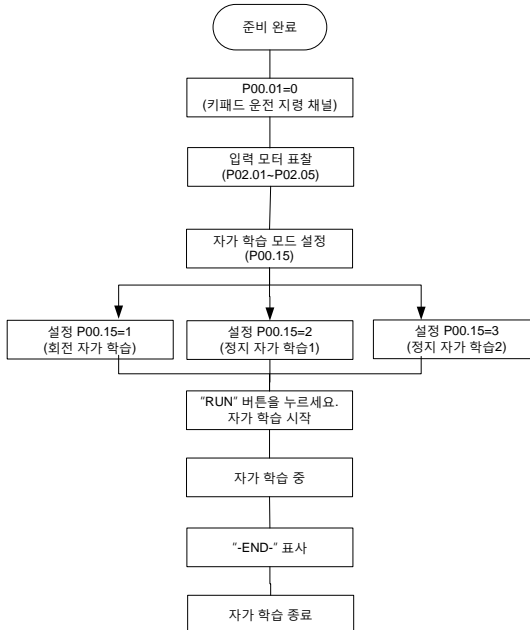 준비 완료
P00.01=0
(키패드 운전 지령 채널)
입력 모터 표찰
(P02.01~P02.05)
자가 학습 모드 설정
(P00.15)
설정 P00.15=1
(회전 자가 학습)
설정 P00.15=2
(정지 자가 학습1)
설정 P00.15=3
(정지 자가 학습2)
“RUN” 버튼을 누르세요.
자가 학습 시작
자가 학습 중
“-END-“ 표사
자가 학습 종료